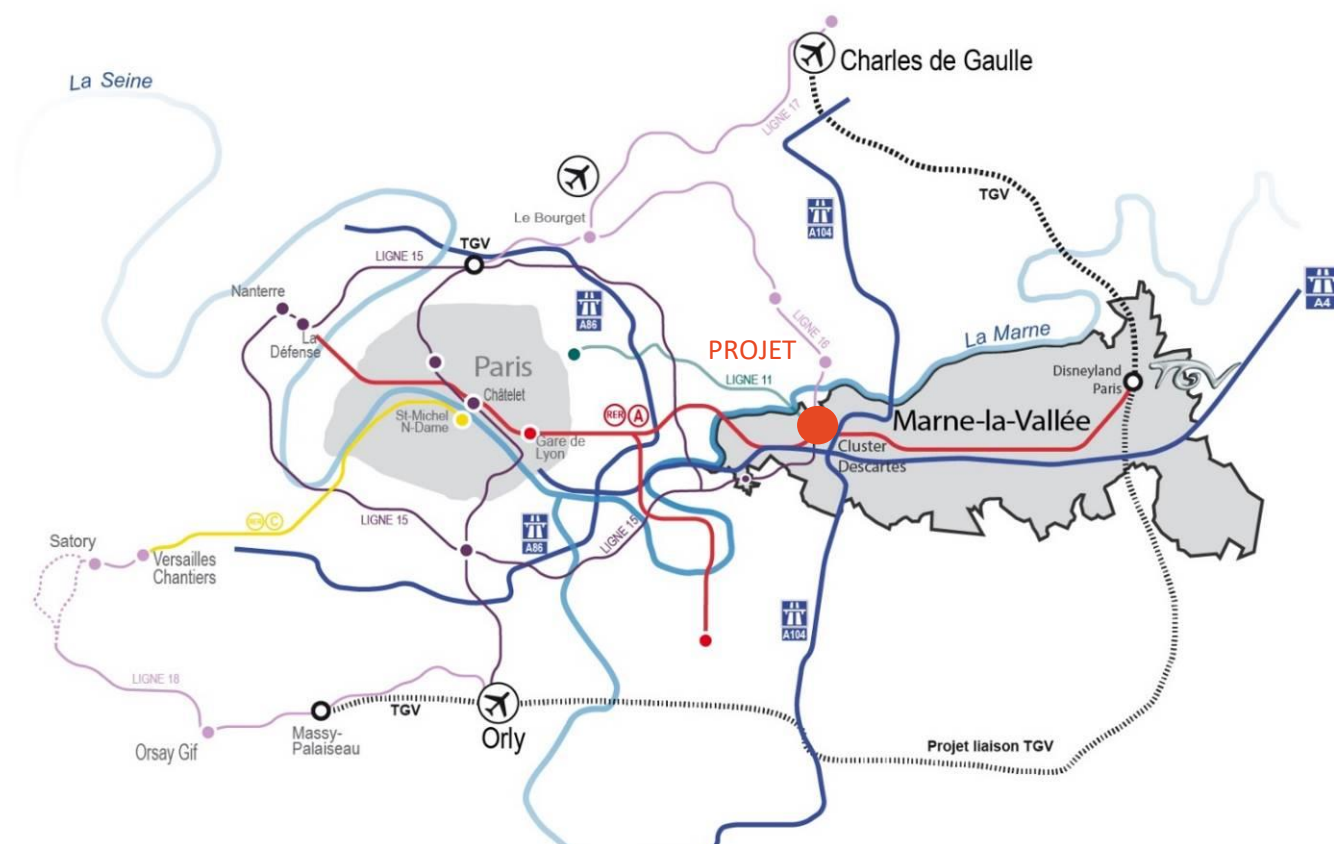 La Seine
Charles de Gaulle
LIGNE 17
TGV
A104
Le Bourget
TGV
LIGNE 15
Nanterre
La
Défense
A86
A4
La Marne
PROJET
LIGNE 16
LIGNE 11
Disneyland
Paris
TGV
Paris
Châtelet
St-Michel
N-Dame
RER A
Gare de
Lyon
Marne-la-Vallée
Cluster
Descartes
RER C
LIGNE 15
A86
LIGNE 15
Satory
Versailles
Chantiers
A104
LIGNE 18
TGV
Orsay Gif
Massy-
Palaiseau
Orly
Projet liaison TGV